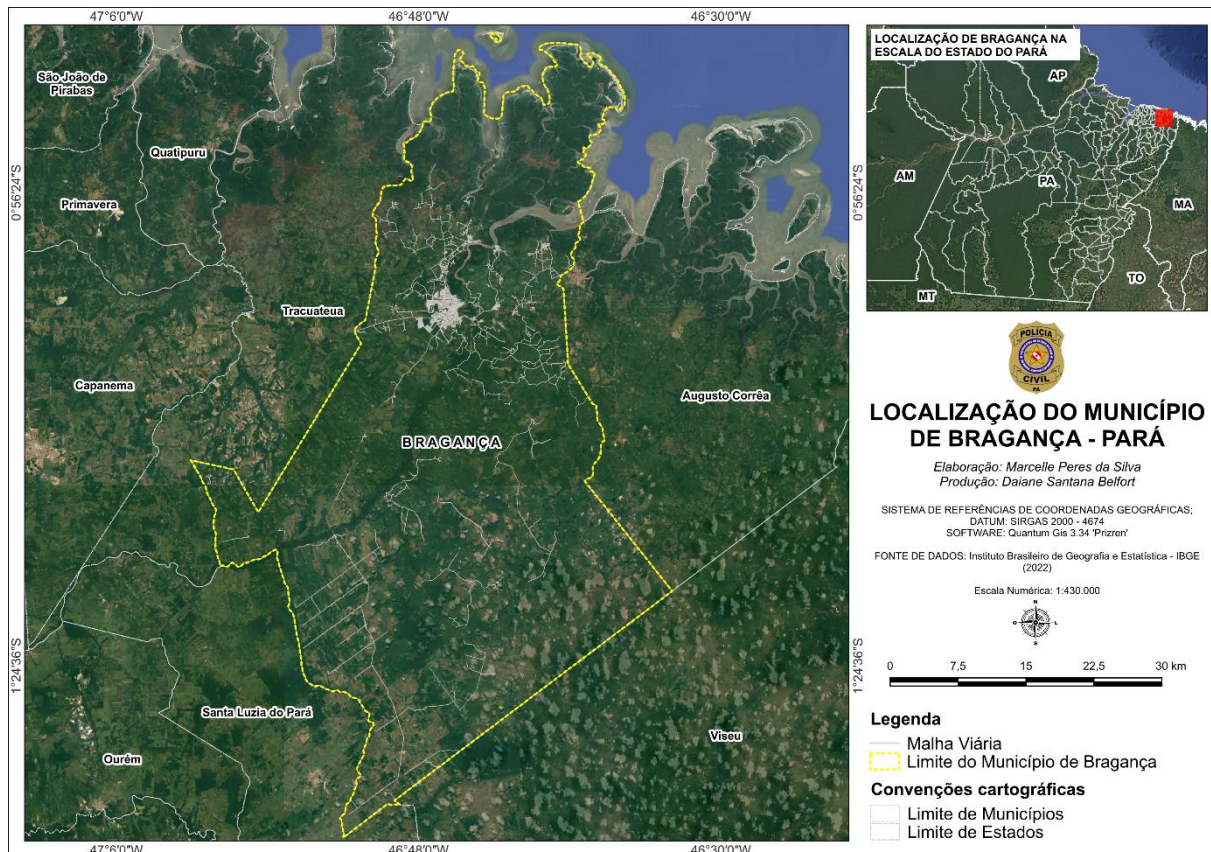 47°6'0"W
46°48'0"W
46°30'0"W
0°56'24"S
1°24'36"S
São João de
Pirabas
Quatipuru
Primavera
Tracuateua
Capanema
Augusto Corrêa
BRAGANÇA
Santa Luzia do Pará
Ourém
Viseu
0°56'24"S
1°24'36"S
47°6'0"W
46°48'0"W
46°30'0"W
LOCALIZAÇÃO DE BRAGANÇA NA
ESCALA DO ESTADO DO PARÁ
AP
AM
PA
MA
TO
MT
POLÍCIA
CIVIL
PA
LOCALIZAÇÃO DO MUNICÍPIO
DE BRAGANÇA - PARÁ
Elaboração: Marcelle Peres da Silva
Produção: Daiane Santana Belfort
SISTEMA DE REFERÊNCIAS DE COORDENADAS GEOGRÁFICAS;
DATUM: SIRGAS 2000 - 4674
SOFTWARE: Quantum Gis 3.34 'Prizren'
FONTE DE DADOS: Instituto Brasileiro de Geografia e Estatística - IBGE
(2022)
Escala Numérica: 1:430.000
N
O
L
S
0 7,5 15 22,5 30 km
Legenda
Malha Viária
Limite do Município de Bragança
Convenções cartográficas
Limite de Municípios
Limite de Estados